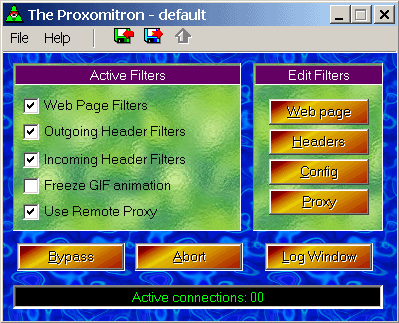 The Proxomitron - default
File Help
Active Filters
Web Page Filters
Outgoing Header Filters
Incoming Header Filters
Freeze GIF animation
Use Remote Proxy
Edit Filters
Web page
Headers
Config
Proxy
Bypass Abort Log Window
Active connections: 00